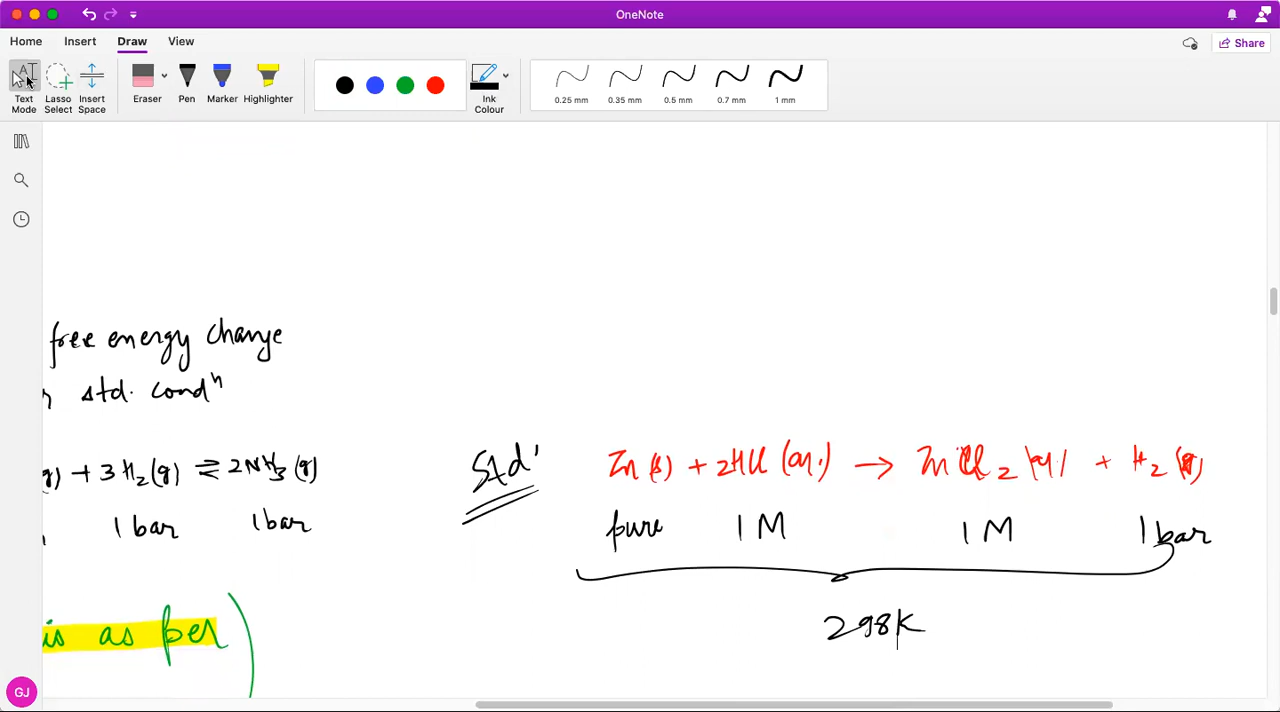 OneNote
Home Insert Draw View
Share
Text Mode
Lasso Select
Insert Space
Eraser
Pen
Marker
Highlighter
Ink Colour
0.25 mm 0.35 mm 0.5 mm 0.7 mm 1 mm
free energy change
std. condⁿ
g) + 3H₂(g) ⇌ 2NH₃(g)
1 bar 1 bar
is as per )
Std'
Zn(s) + 2HCl (aq.) → ZnCl₂ (aq) + H₂ (g)
pure 1 M 1 M 1 bar
298K
GJ